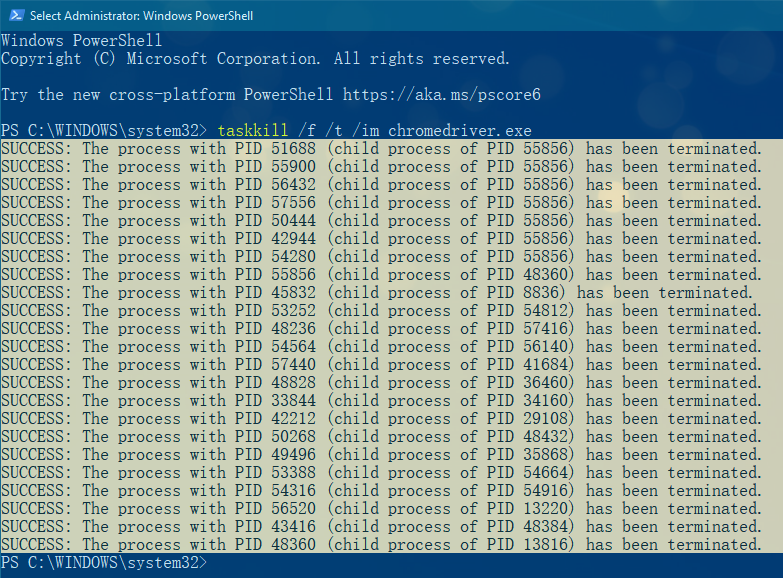 Select Administrator: Windows PowerShell
Windows PowerShell
Copyright (C) Microsoft Corporation. All rights reserved.
Try the new cross-platform PowerShell https://aka.ms/pscore6
PS C:\WINDOWS\system32> taskkill /f /t /im chromedriver.exe
SUCCESS: The process with PID 51688 (child process of PID 55856) has been terminated.
SUCCESS: The process with PID 55900 (child process of PID 55856) has been terminated.
SUCCESS: The process with PID 56432 (child process of PID 55856) has been terminated.
SUCCESS: The process with PID 57556 (child process of PID 55856) has been terminated.
SUCCESS: The process with PID 50444 (child process of PID 55856) has been terminated.
SUCCESS: The process with PID 42944 (child process of PID 55856) has been terminated.
SUCCESS: The process with PID 54280 (child process of PID 55856) has been terminated.
SUCCESS: The process with PID 55856 (child process of PID 48360) has been terminated.
SUCCESS: The process with PID 45832 (child process of PID 8836) has been terminated.
SUCCESS: The process with PID 53252 (child process of PID 54812) has been terminated.
SUCCESS: The process with PID 48236 (child process of PID 57416) has been terminated.
SUCCESS: The process with PID 54564 (child process of PID 56140) has been terminated.
SUCCESS: The process with PID 57440 (child process of PID 41684) has been terminated.
SUCCESS: The process with PID 48828 (child process of PID 36460) has been terminated.
SUCCESS: The process with PID 33844 (child process of PID 34160) has been terminated.
SUCCESS: The process with PID 42212 (child process of PID 29108) has been terminated.
SUCCESS: The process with PID 50268 (child process of PID 48432) has been terminated.
SUCCESS: The process with PID 49496 (child process of PID 35868) has been terminated.
SUCCESS: The process with PID 53388 (child process of PID 54664) has been terminated.
SUCCESS: The process with PID 54316 (child process of PID 54916) has been terminated.
SUCCESS: The process with PID 56520 (child process of PID 13220) has been terminated.
SUCCESS: The process with PID 43416 (child process of PID 48384) has been terminated.
SUCCESS: The process with PID 48360 (child process of PID 13816) has been terminated.
PS C:\WINDOWS\system32>